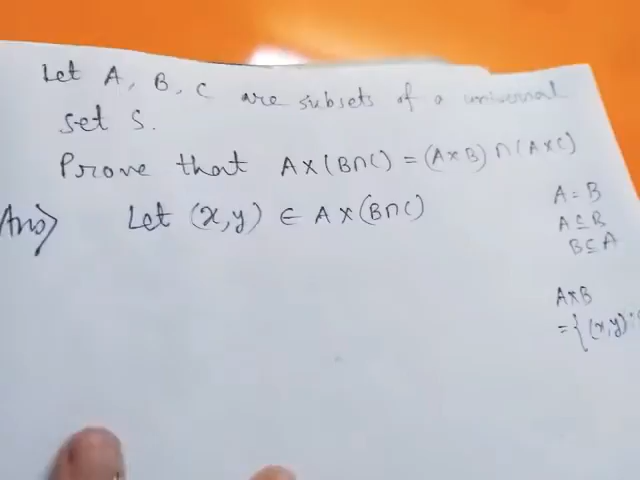 Let A, B, C are subsets of a universal
set S.
Prove that A×(B∩C) = (A×B)∩(A×C)
Ans> Let (x,y) ∈ A×(B∩C)
A=B
A⊆B
B⊆A
A×B
={(x,y):